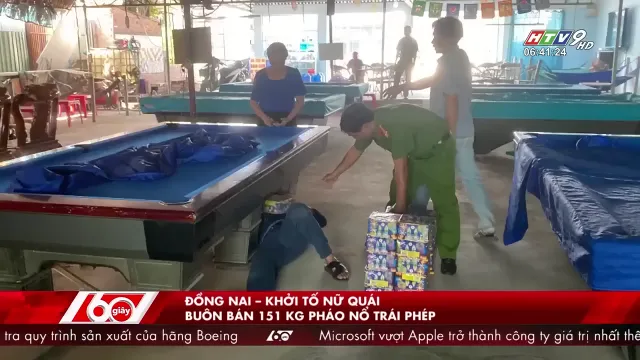 HTV9 HD
06:41:24
60 giây
ĐỒNG NAI – KHỞI TỐ NỮ QUÁI
BUÔN BÁN 151 KG PHÁO NỔ TRÁI PHÉP
tra quy trình sản xuất của hãng Boeing
Microsoft vượt Apple trở thành công ty giá trị nhất thế